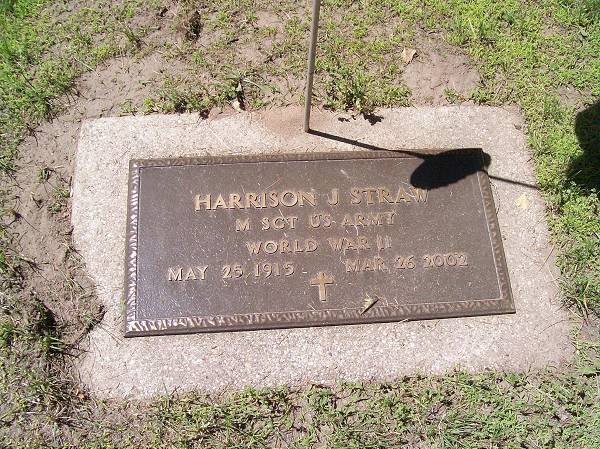 HARRISON J STRAW
M SGT US ARMY
WORLD WAR II
MAY 25 1915 MAR 26 2002